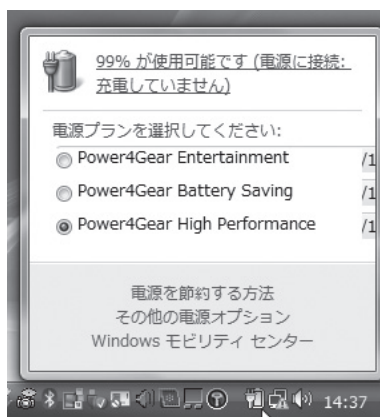 99% が使用可能です (電源に接続:
充電していません)
電源プランを選択してください:
Power4Gear Entertainment
/1
Power4Gear Battery Saving
/1
Power4Gear High Performance
/1
電源を節約する方法
その他の電源オプション
Windows モビリティ センター
14:37